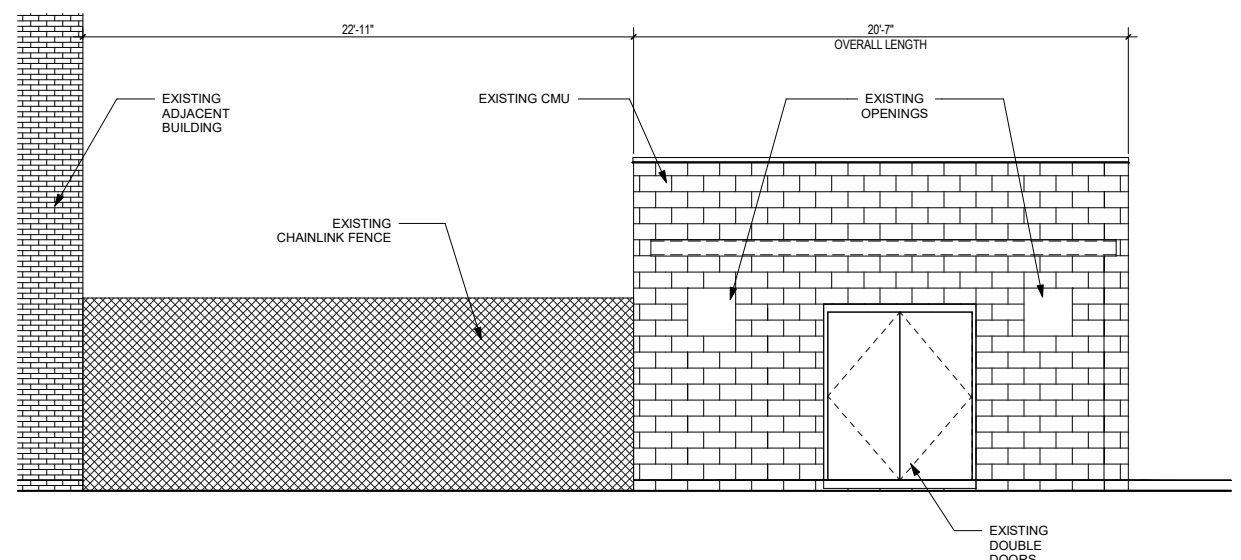 22'-11"
20'-7"
OVERALL LENGTH
EXISTING
ADJACENT
BUILDING
EXISTING CMU
EXISTING
OPENINGS
EXISTING
CHAINLINK FENCE
EXISTING
DOUBLE
DOORS